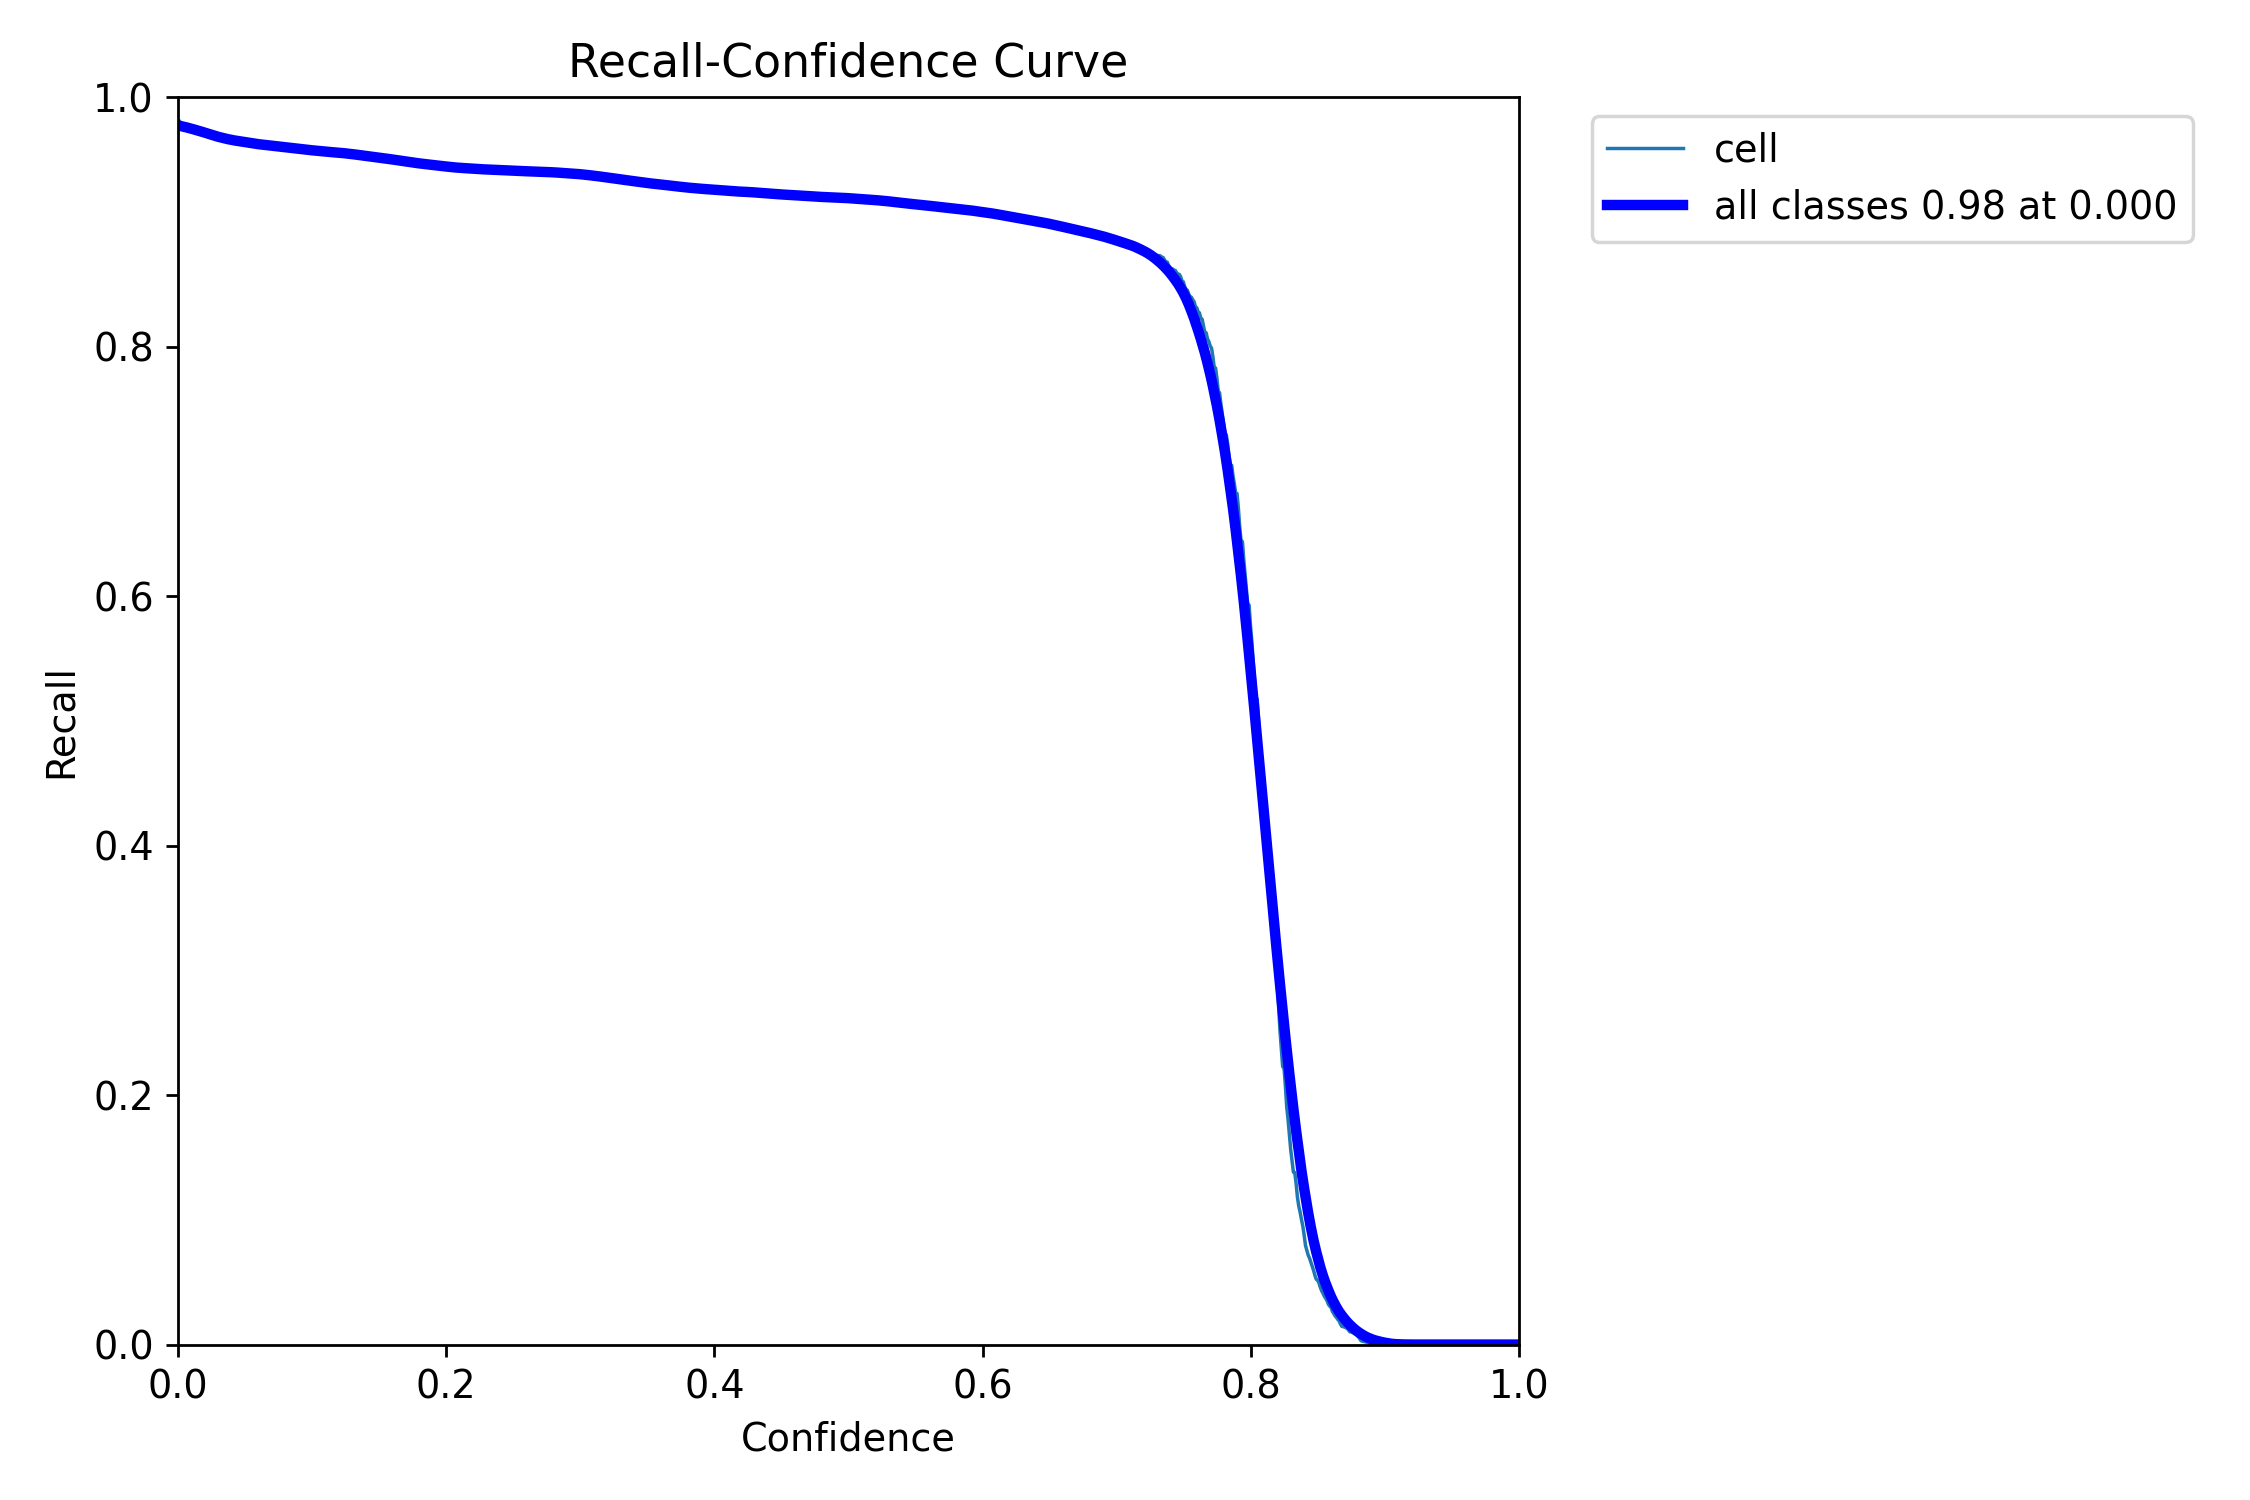 Recall-Confidence Curve
1.0
0.8
0.6
0.4
0.2
0.0
Recall
0.0 0.2 0.4 0.6 0.8 1.0
Confidence
cell
all classes 0.98 at 0.000